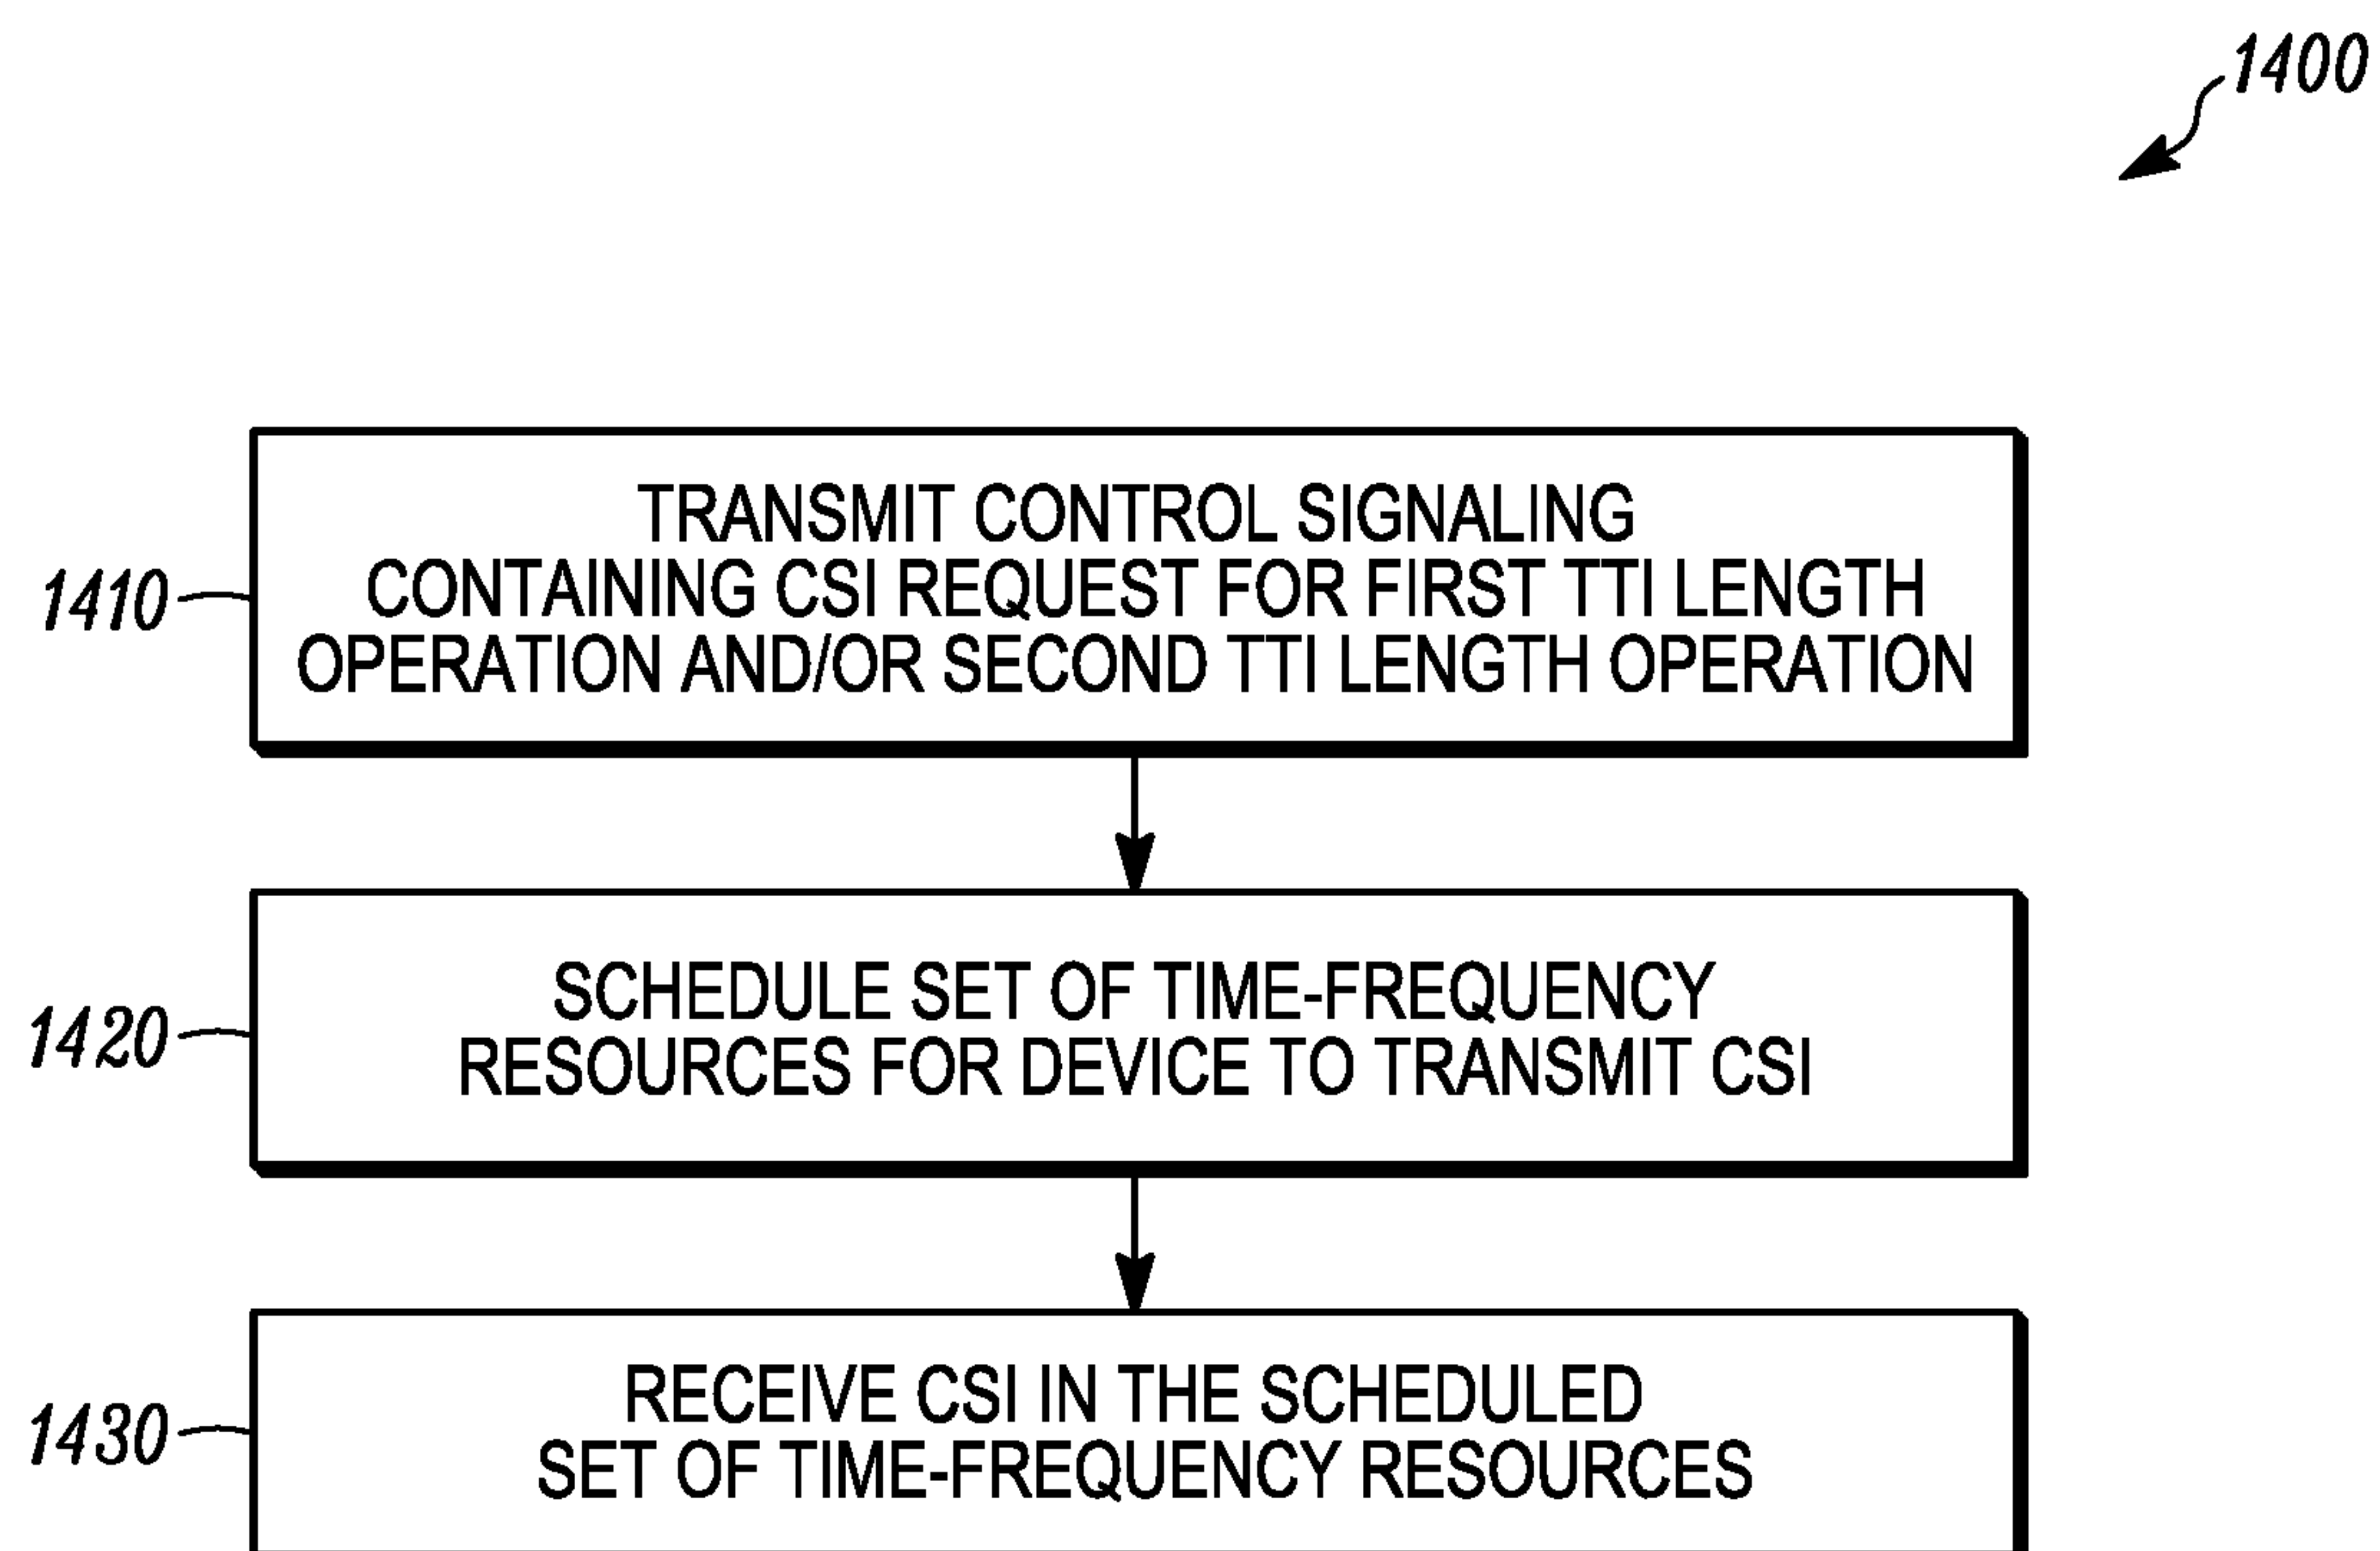 1400
1410
TRANSMIT CONTROL SIGNALING
CONTAINING CSI REQUEST FOR FIRST TTI LENGTH
OPERATION AND/OR SECOND TTI LENGTH OPERATION
1420
SCHEDULE SET OF TIME-FREQUENCY
RESOURCES FOR DEVICE TO TRANSMIT CSI
1430
RECEIVE CSI IN THE SCHEDULED
SET OF TIME-FREQUENCY RESOURCES